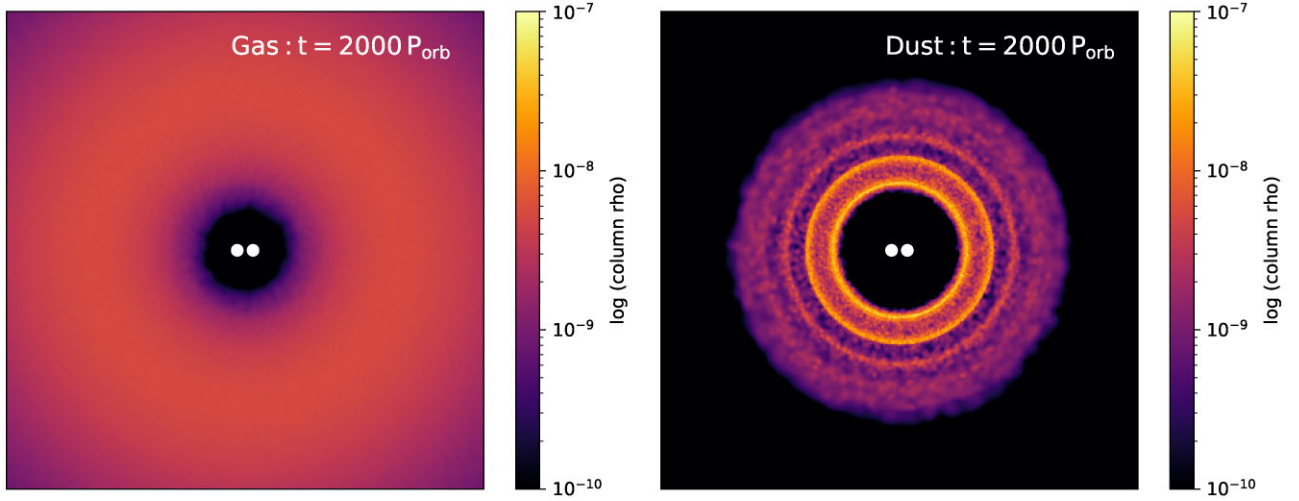 Gas : t = 2000 P_orb
10^-7
10^-8
10^-9
10^-10
log (column rho)
Dust : t = 2000 P_orb
10^-7
10^-8
10^-9
10^-10
log (column rho)